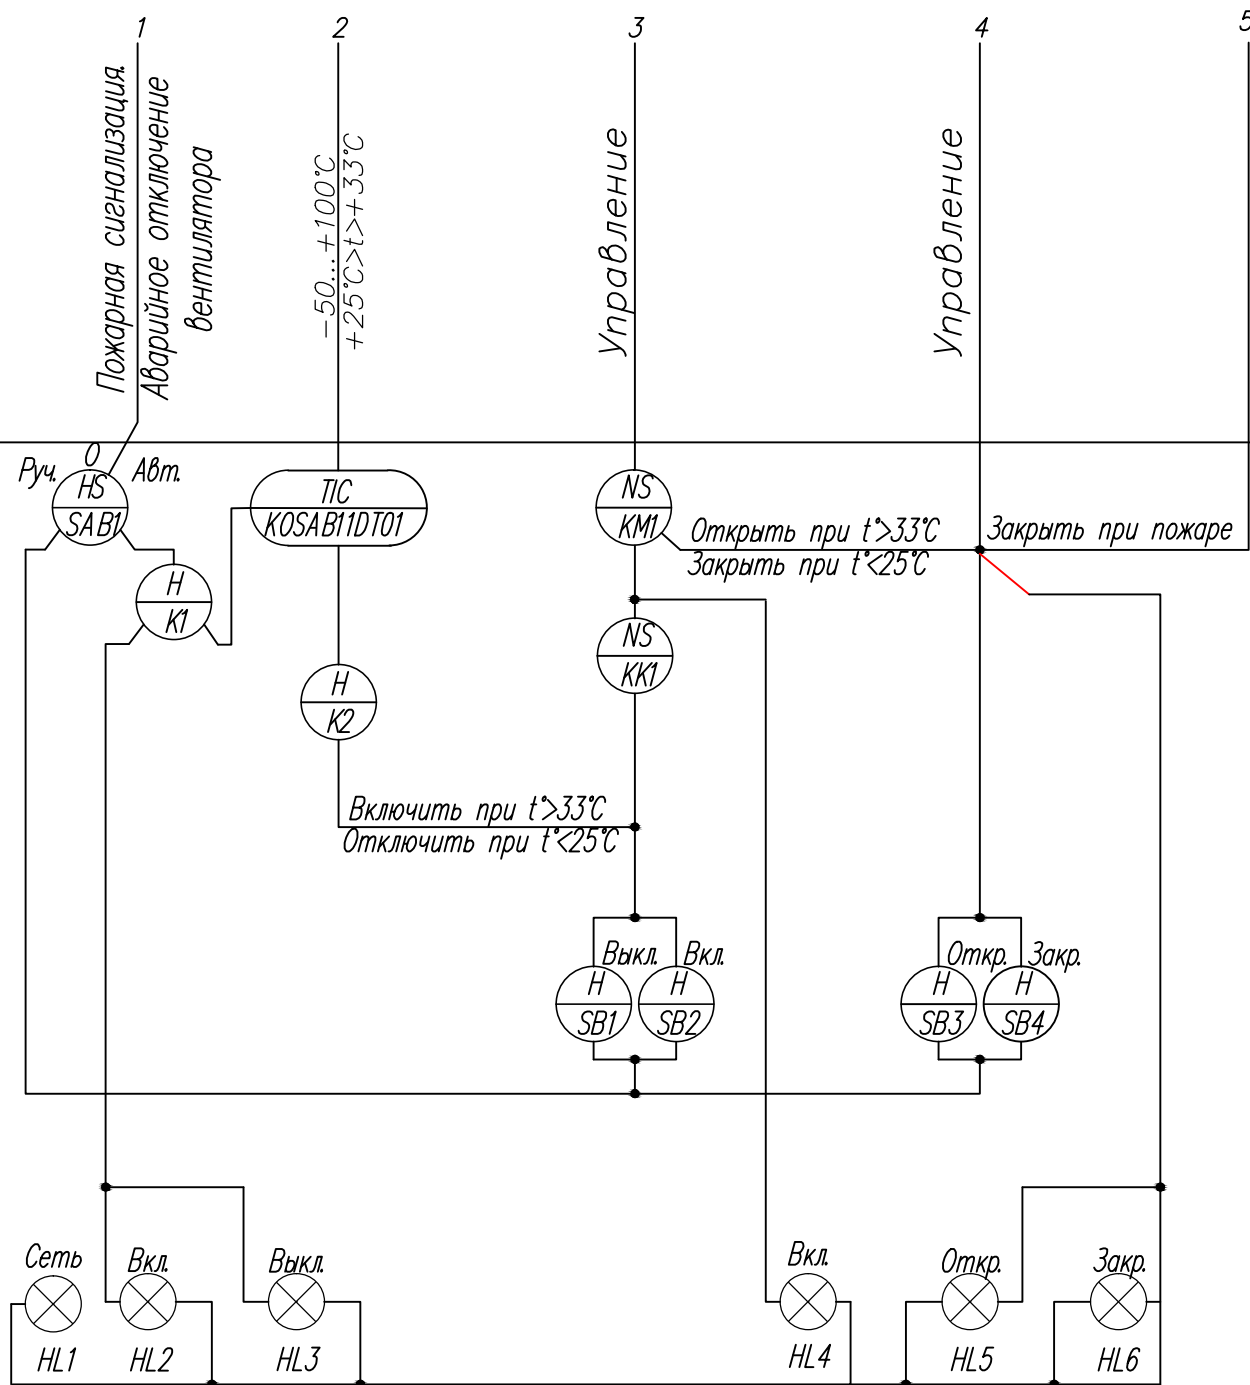 1
2
3
4
5
Пожарная сигнализация.
Аварийное отключение
вентилятора
-50...+100°C
+25°C>t>+33°C
Управление
Управление
Руч.
0
Авт.
HS
SAB1
TIC
K0SAB11DT01
NS
KM1
Открыть при t°>33°C
Закрыть при t°<25°C
Закрыть при пожаре
H
K1
NS
KK1
H
K2
Включить при t°>33°C
Отключить при t°<25°C
Выкл.
Вкл.
Откр.
Закр.
H
SB1
H
SB2
H
SB3
H
SB4
Сеть
Вкл.
Выкл.
Вкл.
Откр.
Закр.
HL1
HL2
HL3
HL4
HL5
HL6